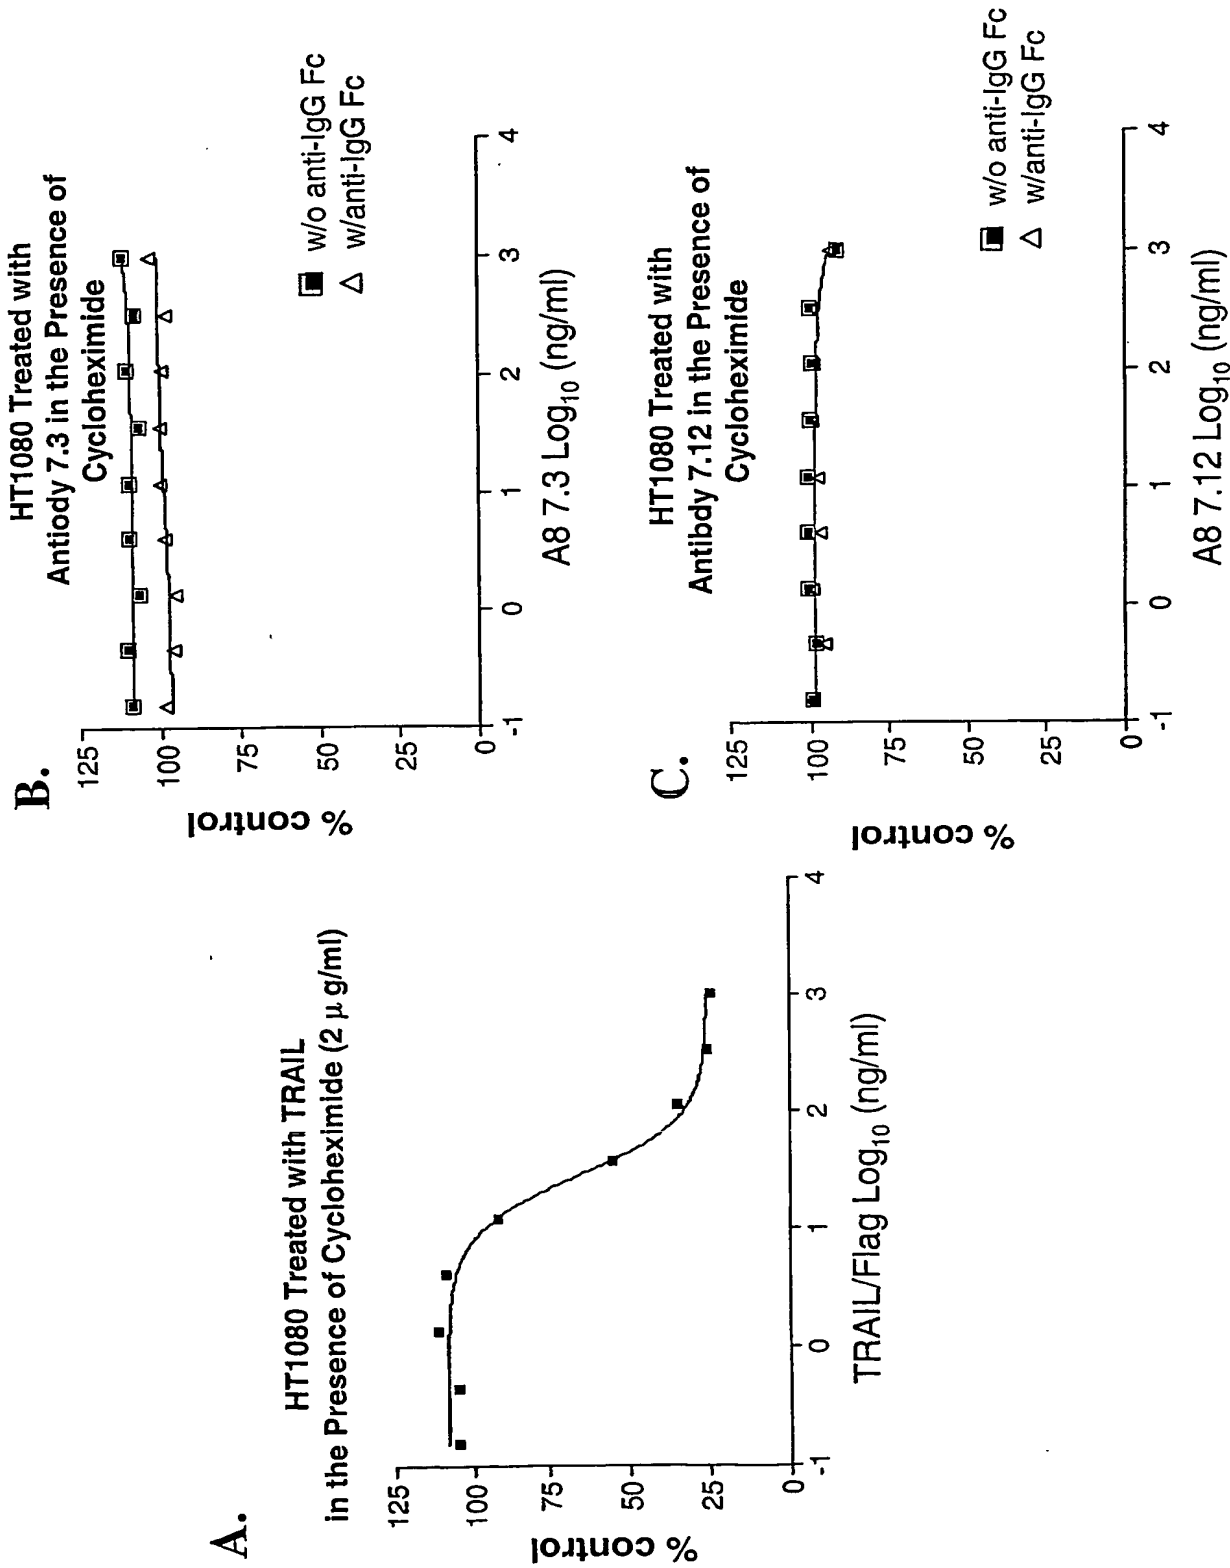 A.
HT1080 Treated with TRAIL
in the Presence of Cycloheximide (2 µ g/ml)
% control
125
100
75
50
25
0
-1
0
1
2
3
4
TRAIL/Flag Log10 (ng/ml)
B.
HT1080 Treated with
Antiody 7.3 in the Presence of
Cycloheximide
% control
125
100
75
50
25
0
-1
0
1
2
3
4
A8 7.3 Log10 (ng/ml)
w/o anti-IgG Fc
w/anti-IgG Fc
C.
HT1080 Treated with
Antibdy 7.12 in the Presence of
Cycloheximide
% control
125
100
75
50
25
0
-1
0
1
2
3
4
A8 7.12 Log10 (ng/ml)
w/o anti-IgG Fc
w/anti-IgG Fc